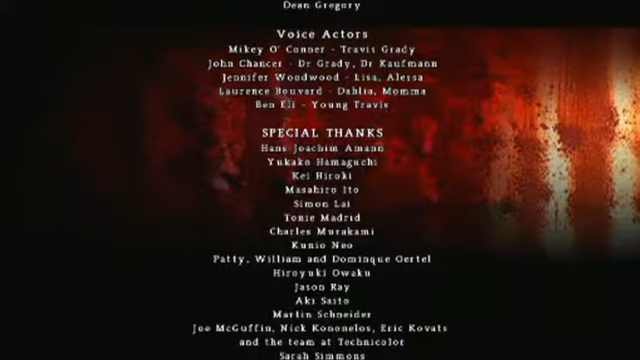 Dean Gregory
Voice Actors
Mikey O' Conner - Travis Grady
John Chancer - Dr Grady, Dr Kaufmann
Jennifer Woodwood - Lisa, Alessa
Laurence Bouvard - Dahlia, Momma
Ben Eli - Young Travis
SPECIAL THANKS
Hans-Joachim Amann
Yukako Hamaguchi
Kei Hiroki
Masahiro Ito
Simon Lai
Tonie Madrid
Charles Murakami
Kunio Neo
Patty, William and Dominque Oertel
Hiroyuki Owaku
Jason Ray
Aki Saito
Martin Schneider
Joe McGuffin, Nick Kononelos, Eric Kovats
and the team at Technicolor
Sarah Simmons